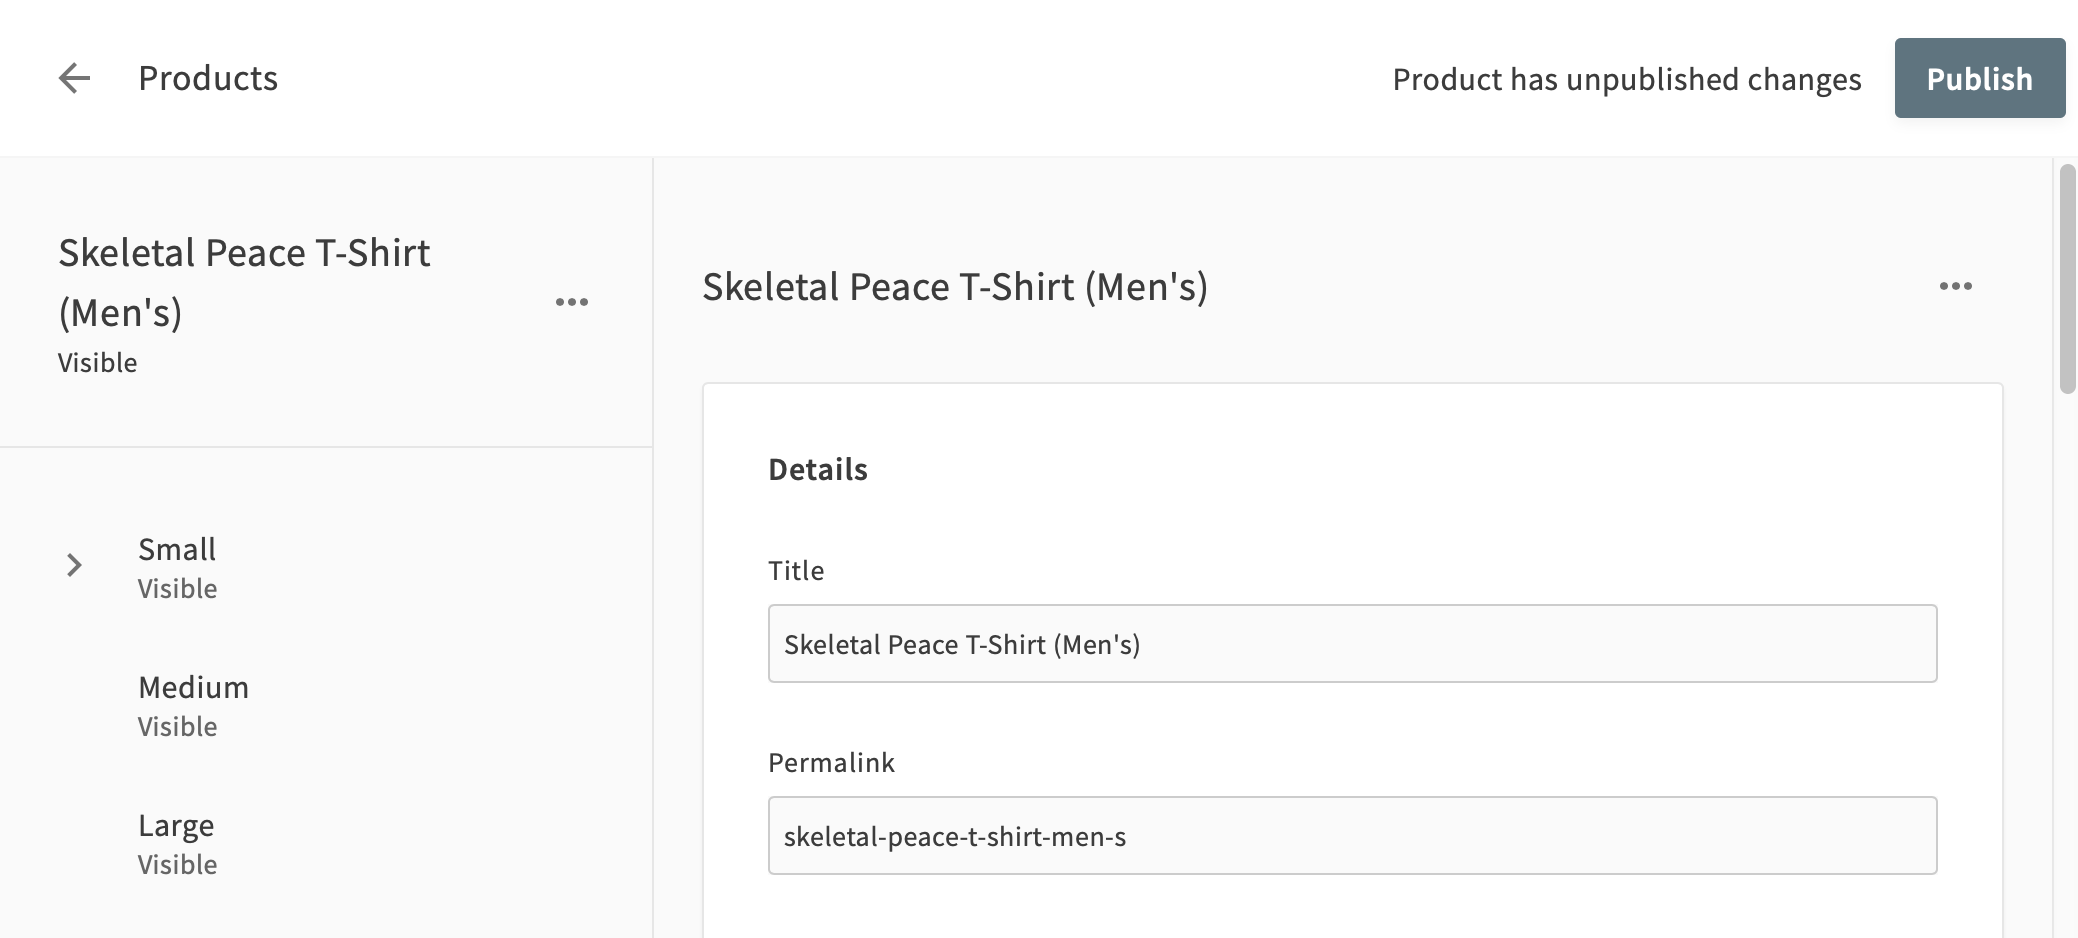 Products
Product has unpublished changes
Publish
Skeletal Peace T-Shirt
(Men's)
Visible
Small
Visible
Medium
Visible
Large
Visible
Skeletal Peace T-Shirt (Men's)
Details
Title
Skeletal Peace T-Shirt (Men's)
Permalink
skeletal-peace-t-shirt-men-s